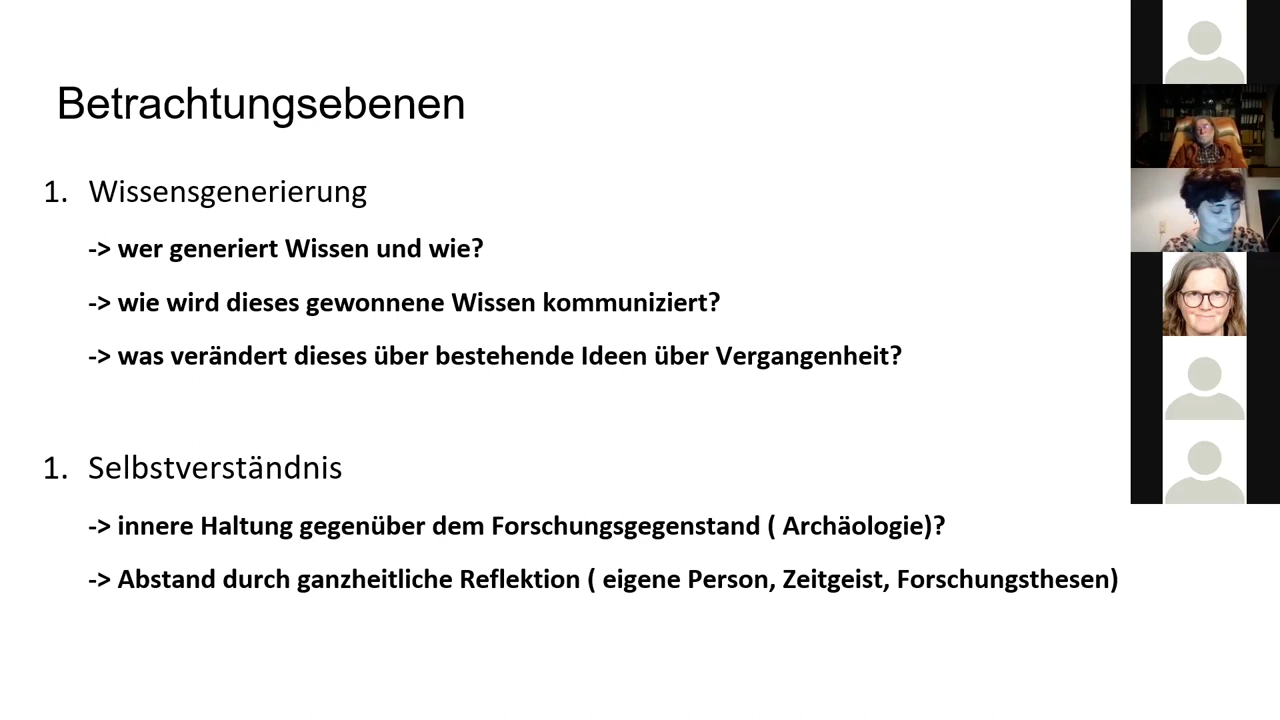 Betrachtungsebenen
1. Wissensgenerierung
-> wer generiert Wissen und wie?
-> wie wird dieses gewonnene Wissen kommuniziert?
-> was verändert dieses über bestehende Ideen über Vergangenheit?
1. Selbstverständnis
-> innere Haltung gegenüber dem Forschungsgegenstand ( Archäologie)?
-> Abstand durch ganzheitliche Reflektion ( eigene Person, Zeitgeist, Forschungsthesen)